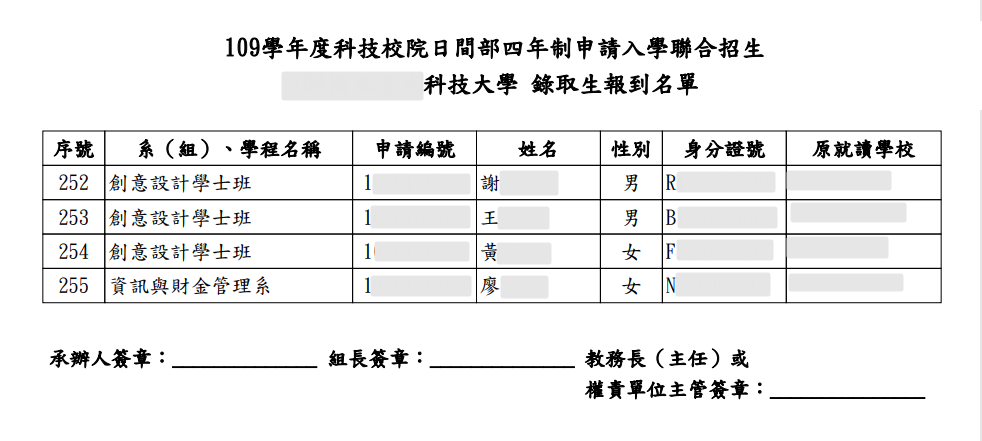 109學年度科技校院日間部四年制申請入學聯合招生
科技大學 錄取生報到名單
序號 系（組）、學程名稱 申請編號 姓名 性別 身分證號 原就讀學校
252 創意設計學士班 1 謝 男 R
253 創意設計學士班 1 王 男 B
254 創意設計學士班 1 黃 女 F
255 資訊與財金管理系 1 廖 女 N
承辦人簽章：______________ 組長簽章：______________ 教務長（主任）或
權責單位主管簽章：_______________